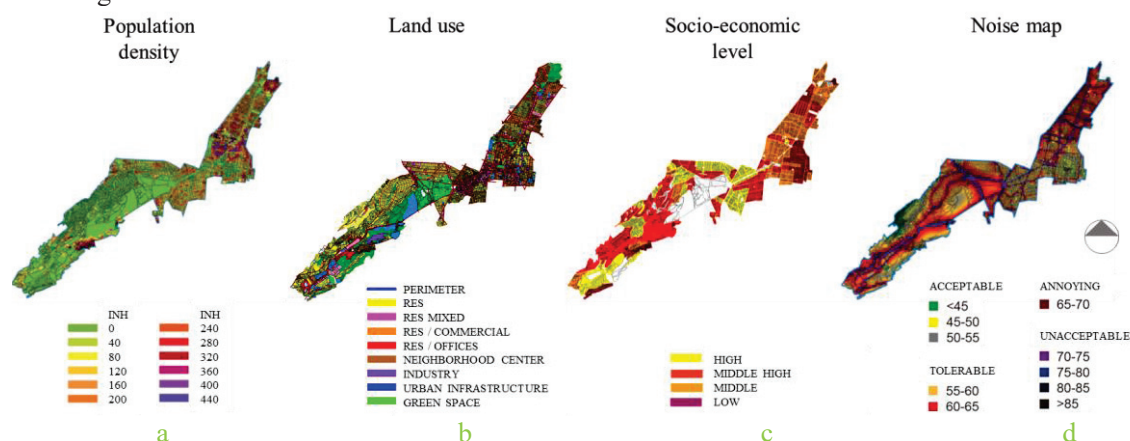 Population
density
Land use
Socio-economic
level
Noise map
INH
0
40
80
120
160
200
INH
240
280
320
360
400
440
PERIMETER
RES
RES MIXED
RES / COMMERCIAL
RES / OFFICES
NEIGHBORHOOD CENTER
INDUSTRY
URBAN INFRASTRUCTURE
GREEN SPACE
HIGH
MIDDLE HIGH
MIDDLE
LOW
ACCEPTABLE
<45
45-50
50-55
TOLERABLE
55-60
60-65
ANNOYING
65-70
UNACCEPTABLE
70-75
75-80
80-85
>85
a
b
c
d